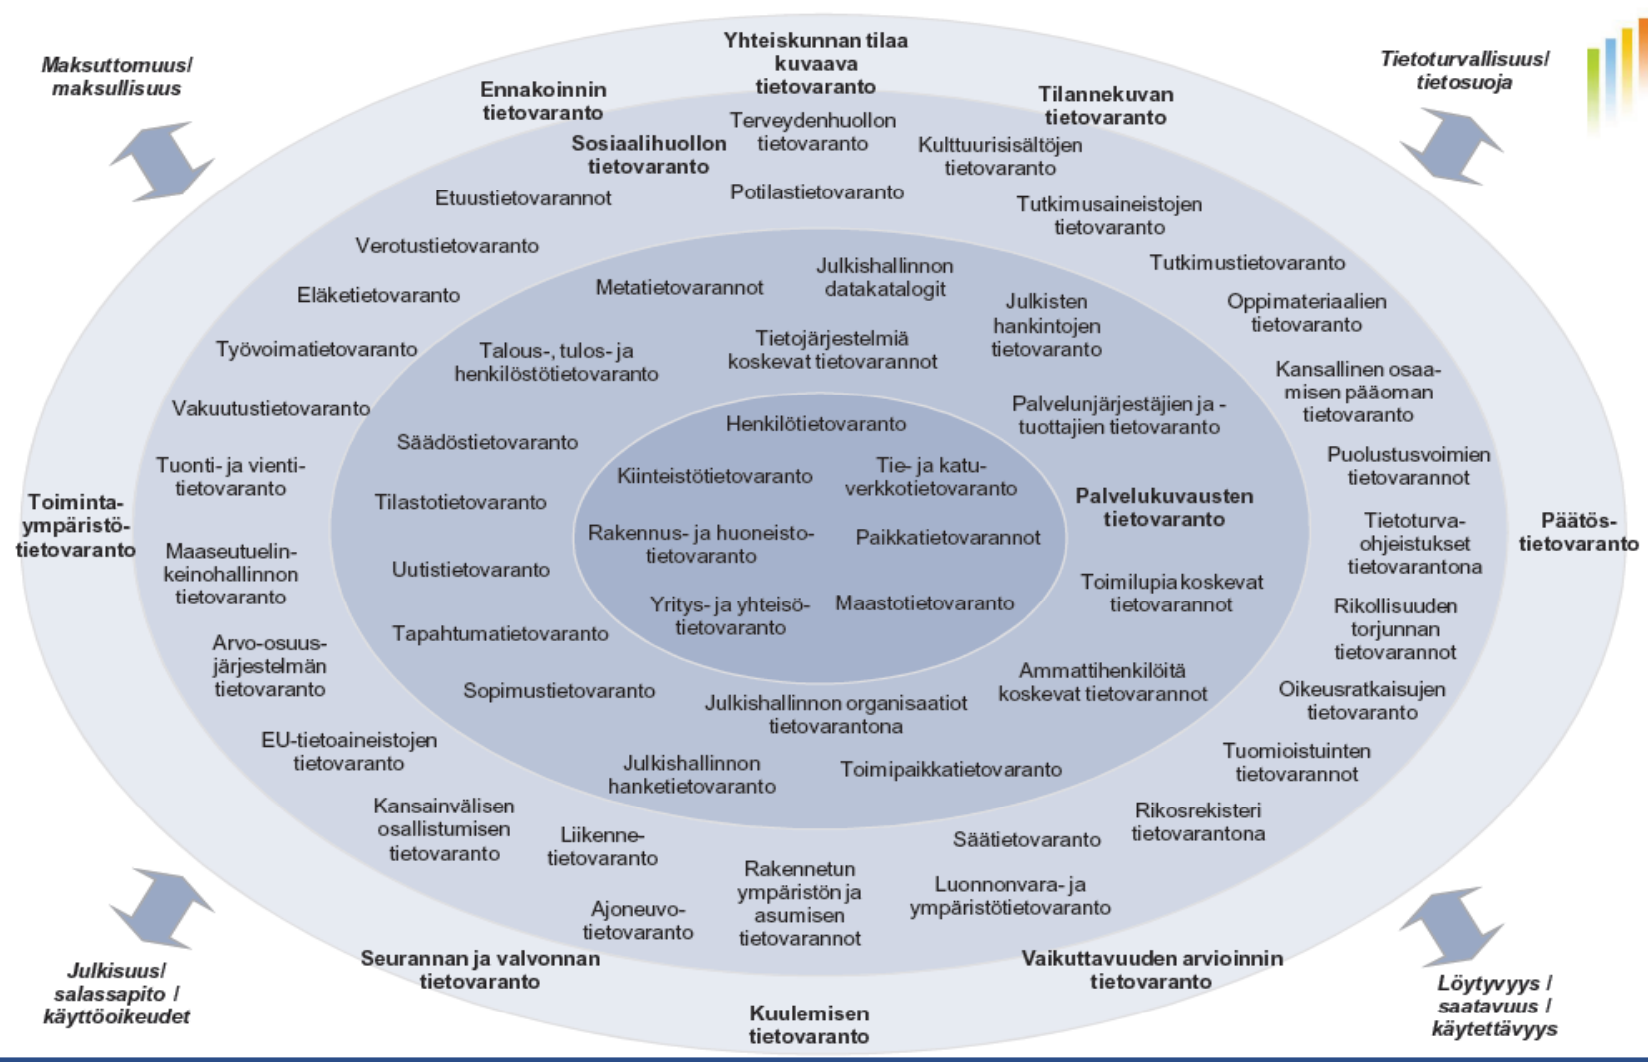 Maksuttomuus/
maksullisuus
Yhteiskunnan tilaa
kuvaava
tietovaranto
Tietoturvallisuus/
tietosuoja
Ennakoinnin
tietovaranto
Tilannekuvan
tietovaranto
Sosiaalihuollon
tietovaranto
Terveydenhuollon
tietovaranto
Kulttuurisisältöjen
tietovaranto
Etuustietovarannot
Potilastietovaranto
Tutkimusaineistojen
tietovaranto
Verotustietovaranto
Tutkimustietovaranto
Eläketietovaranto
Oppimateriaalien
tietovaranto
Työvoimatietovaranto
Kansallinen osaa-
misen pääoman
tietovaranto
Vakuutustietovaranto
Puolustusvoimien
tietovarannot
Tuonti- ja vienti-
tietovaranto
Tietoturva-
ohjeistukset
tietovarantona
Maaseutuelin-
keinohallinnon
tietovaranto
Rikollisuuden
torjunnan
tietovarannot
Arvo-osuus-
järjestelmän
tietovaranto
Oikeusratkaisujen
tietovaranto
EU-tietoaineistojen
tietovaranto
Tuomioistuinten
tietovarannot
Kansainvälisen
osallistumisen
tietovaranto
Liikenne-
tietovaranto
Ajoneuvo-
tietovaranto
Rakennetun
ympäristön ja
asumisen
tietovarannot
Säätietovaranto
Luonnonvara- ja
ympäristötietovaranto
Rikosrekisteri
tietovarantona
Metatietovarannot
Julkishallinnon
datakatalogit
Julkisten
hankintojen
tietovaranto
Talous-, tulos- ja
henkilöstötietovaranto
Tietojärjestelmiä
koskevat tietovarannot
Palvelunjärjestäjien ja -
tuottajien tietovaranto
Säädöstietovaranto
Tilastotietovaranto
Palvelukuvausten
tietovaranto
Uutistietovaranto
Toimilupia koskevat
tietovarannot
Tapahtumatietovaranto
Sopimustietovaranto
Julkishallinnon organisaatiot
tietovarantona
Ammattihenkilöitä
koskevat tietovarannot
Julkishallinnon
hanketietovaranto
Toimipaikkatietovaranto
Henkilötietovaranto
Kiinteistötietovaranto
Tie- ja katu-
verkkotietovaranto
Rakennus- ja huoneisto-
tietovaranto
Paikkatietovarannot
Yritys- ja yhteisö-
tietovaranto
Maastotietovaranto
Toiminta-
ympäristö-
tietovaranto
Päätös-
tietovaranto
Seurannan ja valvonnan
tietovaranto
Vaikuttavuuden arvioinnin
tietovaranto
Kuulemisen
tietovaranto
Julkisuus/
salassapito /
käyttöoikeudet
Löytyvyys /
saatavuus /
käytettävyys